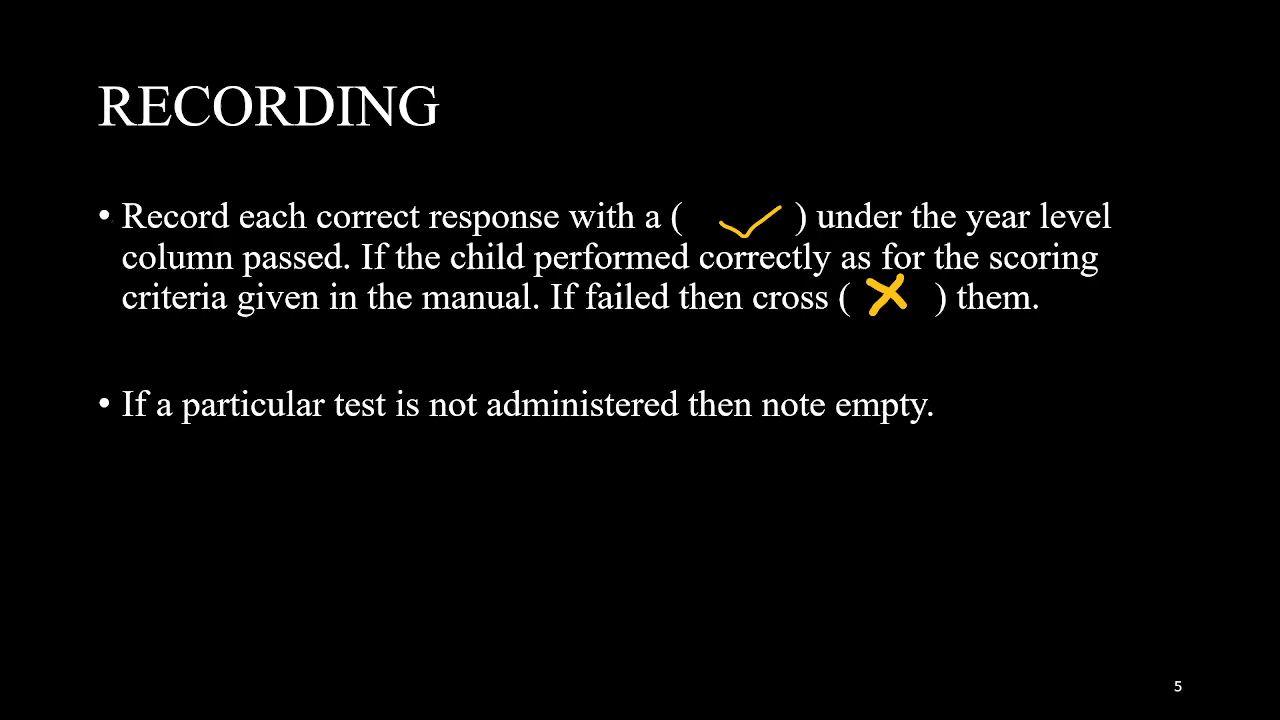 RECORDING
• Record each correct response with a ( ✓ ) under the year level
column passed. If the child performed correctly as for the scoring
criteria given in the manual. If failed then cross ( ✗ ) them.
• If a particular test is not administered then note empty.
5